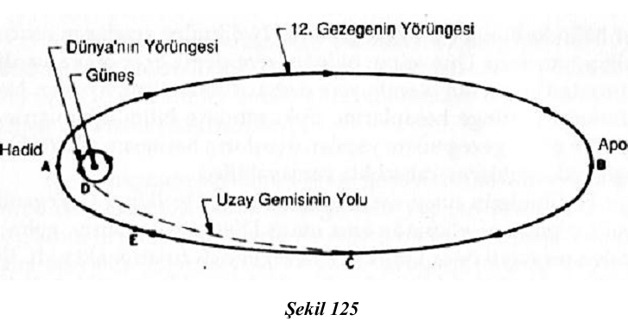 12. Gezegenin Yörüngesi
Dünya'nın Yörüngesi
Güneş
Hadid
Apo
A
B
D
Uzay Gemisinin Yolu
E
C
Şekil 125